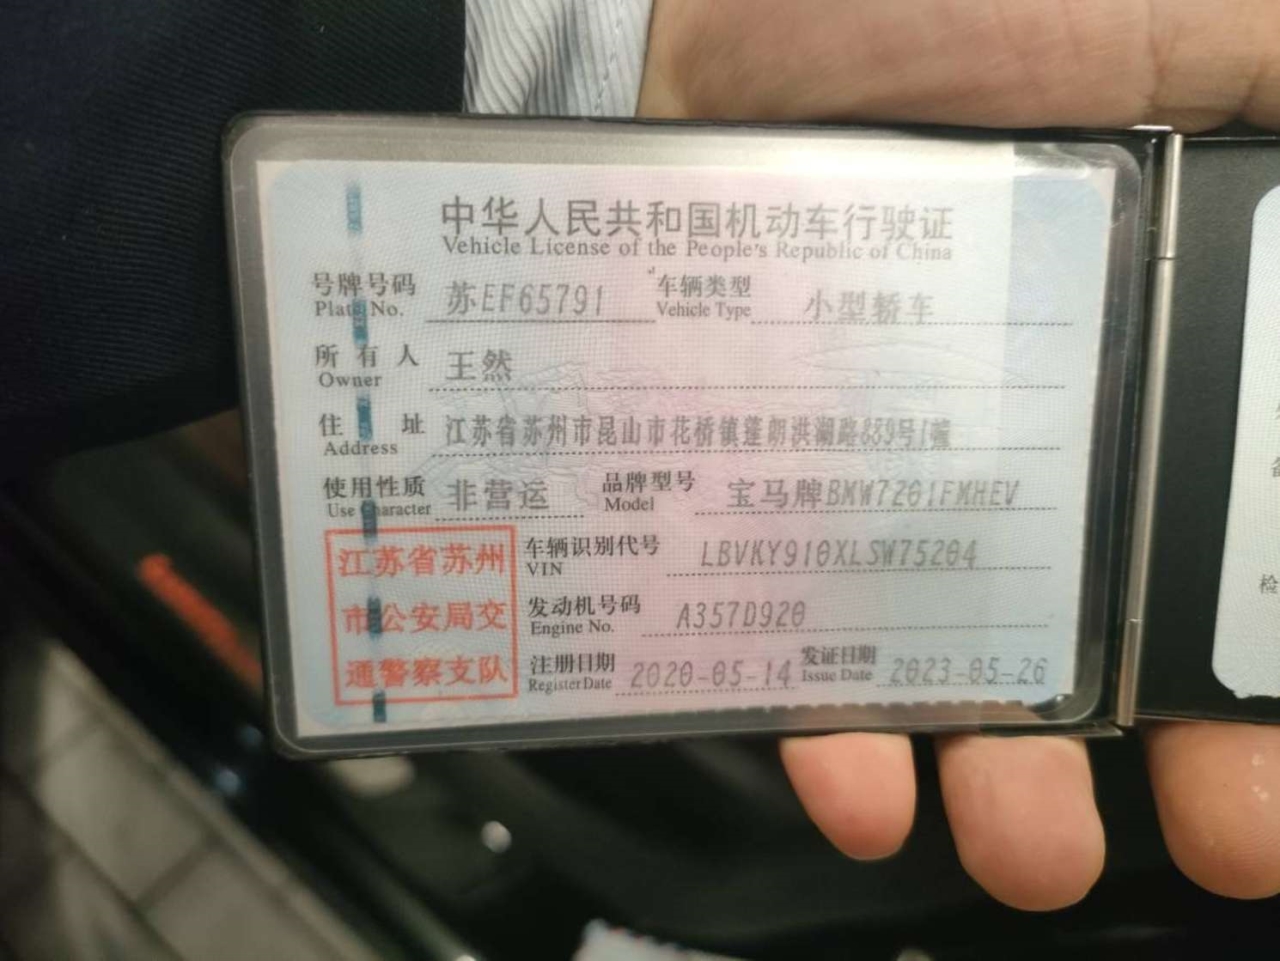 中华人民共和国机动车行驶证
Vehicle License of the People's Republic of China
号牌号码 苏EF65791 车辆类型 小型轿车
Plate No. Vehicle Type
所有人 王然
Owner
住址 江苏省苏州市昆山市花桥镇蓬朗洪湖路889号1幢
Address
使用性质 非营运 品牌型号 宝马牌BMW7201FMHEV
Use Character Model
江苏省苏州 车辆识别代号 LBVKY910XLSW75204
VIN
市公安局交 发动机号码 A357D920
Engine No.
通警察支队 注册日期 2020-05-14 发证日期 2023-05-26
Register Date Issue Date
检